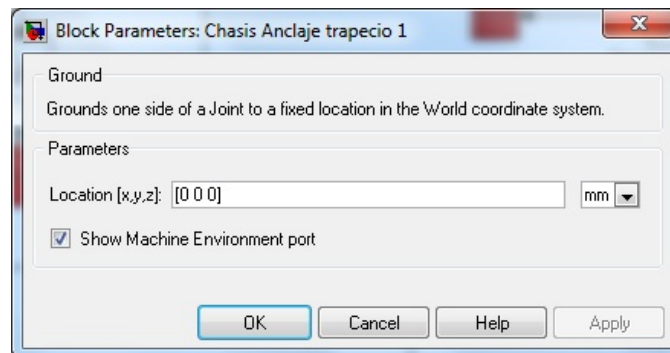 Block Parameters: Chasis Anclaje trapecio 1
Ground
Grounds one side of a Joint to a fixed location in the World coordinate system.
Parameters
Location [x,y,z]: [0 0 0] mm
Show Machine Environment port
OK Cancel Help Apply